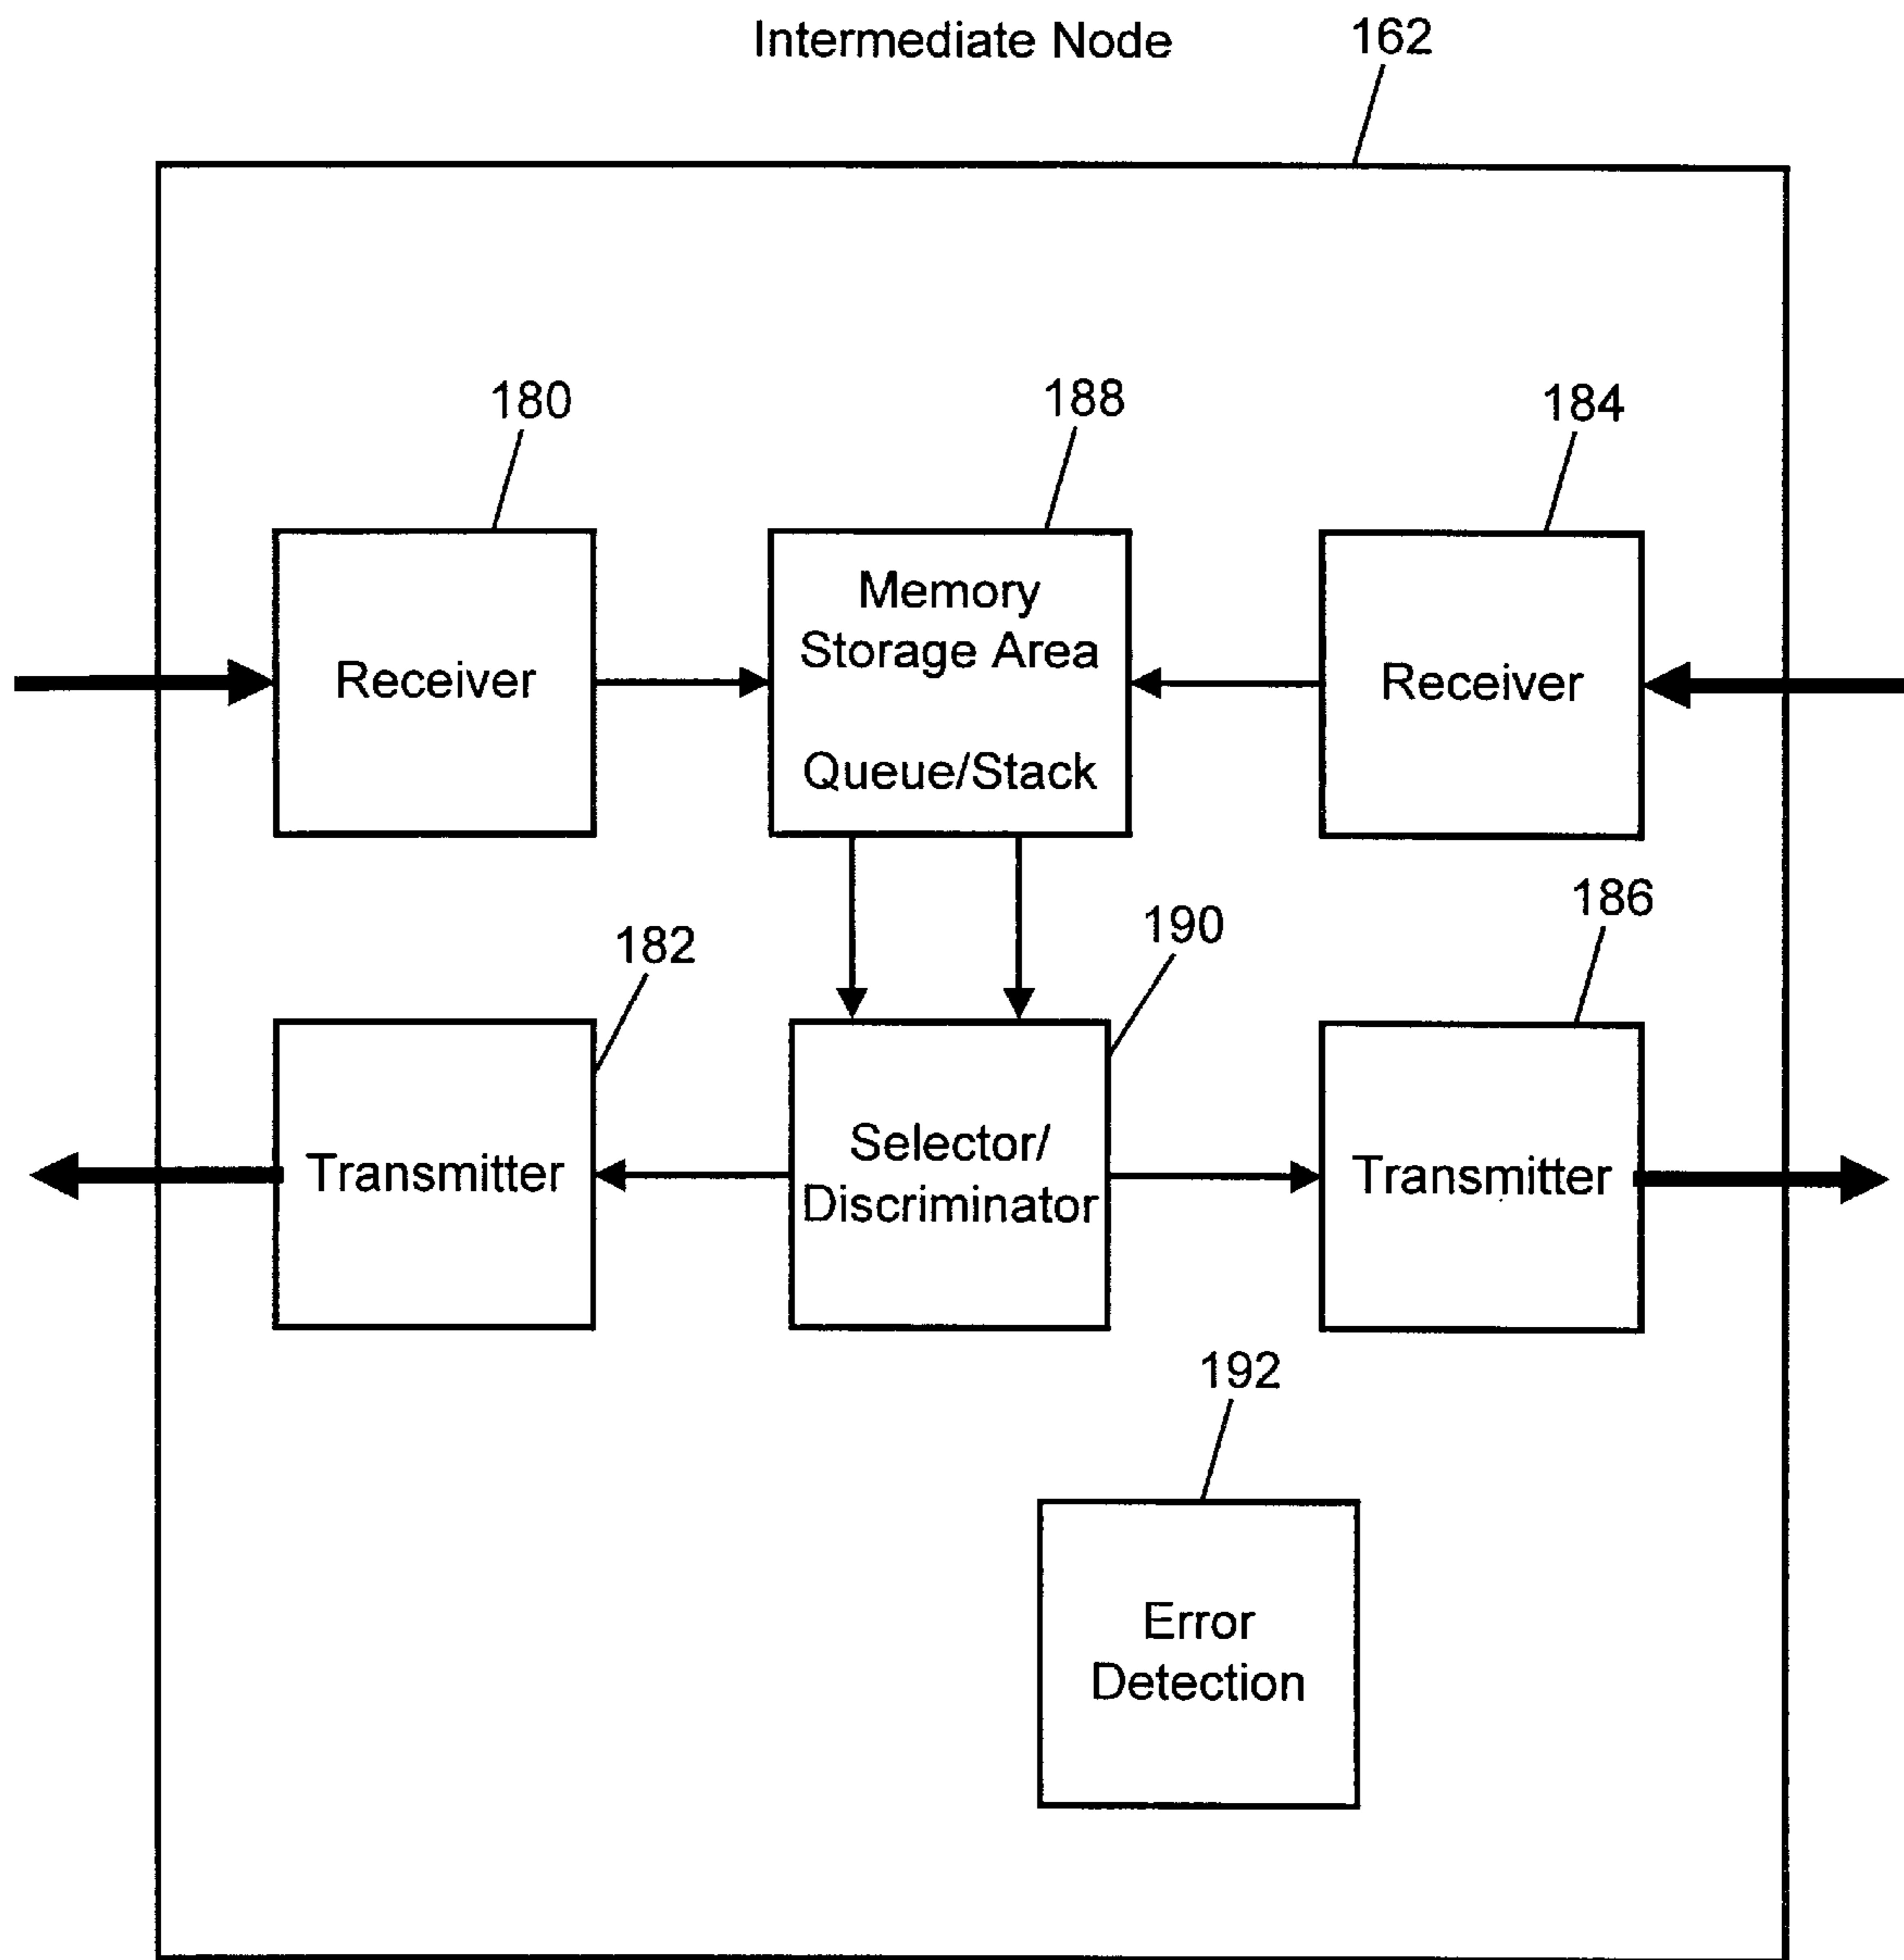 Intermediate Node
162
180
188
184
Receiver
Memory
Storage Area
Queue/Stack
Receiver
182
190
186
Transmitter
Selector/
Discriminator
Transmitter
192
Error
Detection